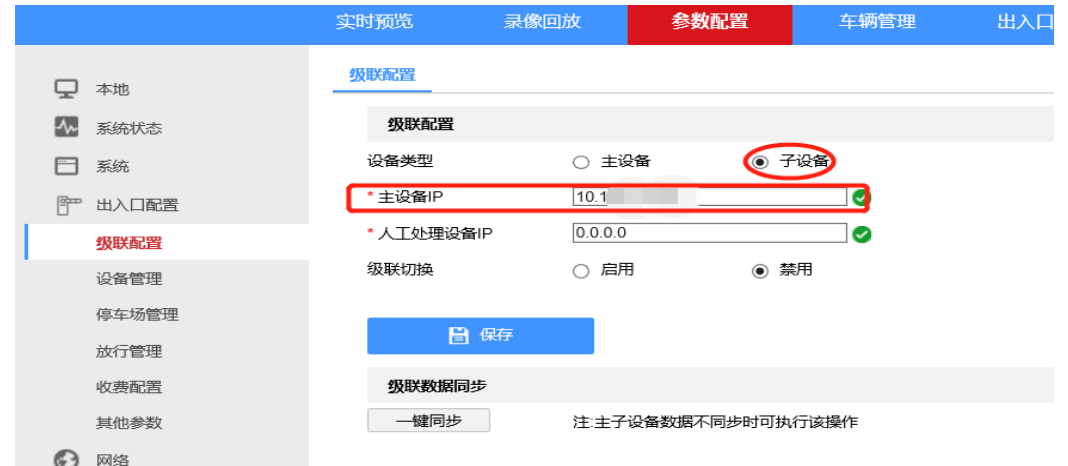 实时预览 录像回放 参数配置 车辆管理 出入口
本地
系统状态
系统
出入口配置
级联配置
设备管理
停车场管理
放行管理
收费配置
其他参数
网络
级联配置
级联配置
设备类型 主设备 子设备
* 主设备IP 10.1
* 人工处理设备IP 0.0.0.0
级联切换 启用 禁用
保存
级联数据同步
一键同步 注:主子设备数据不同步时可执行该操作